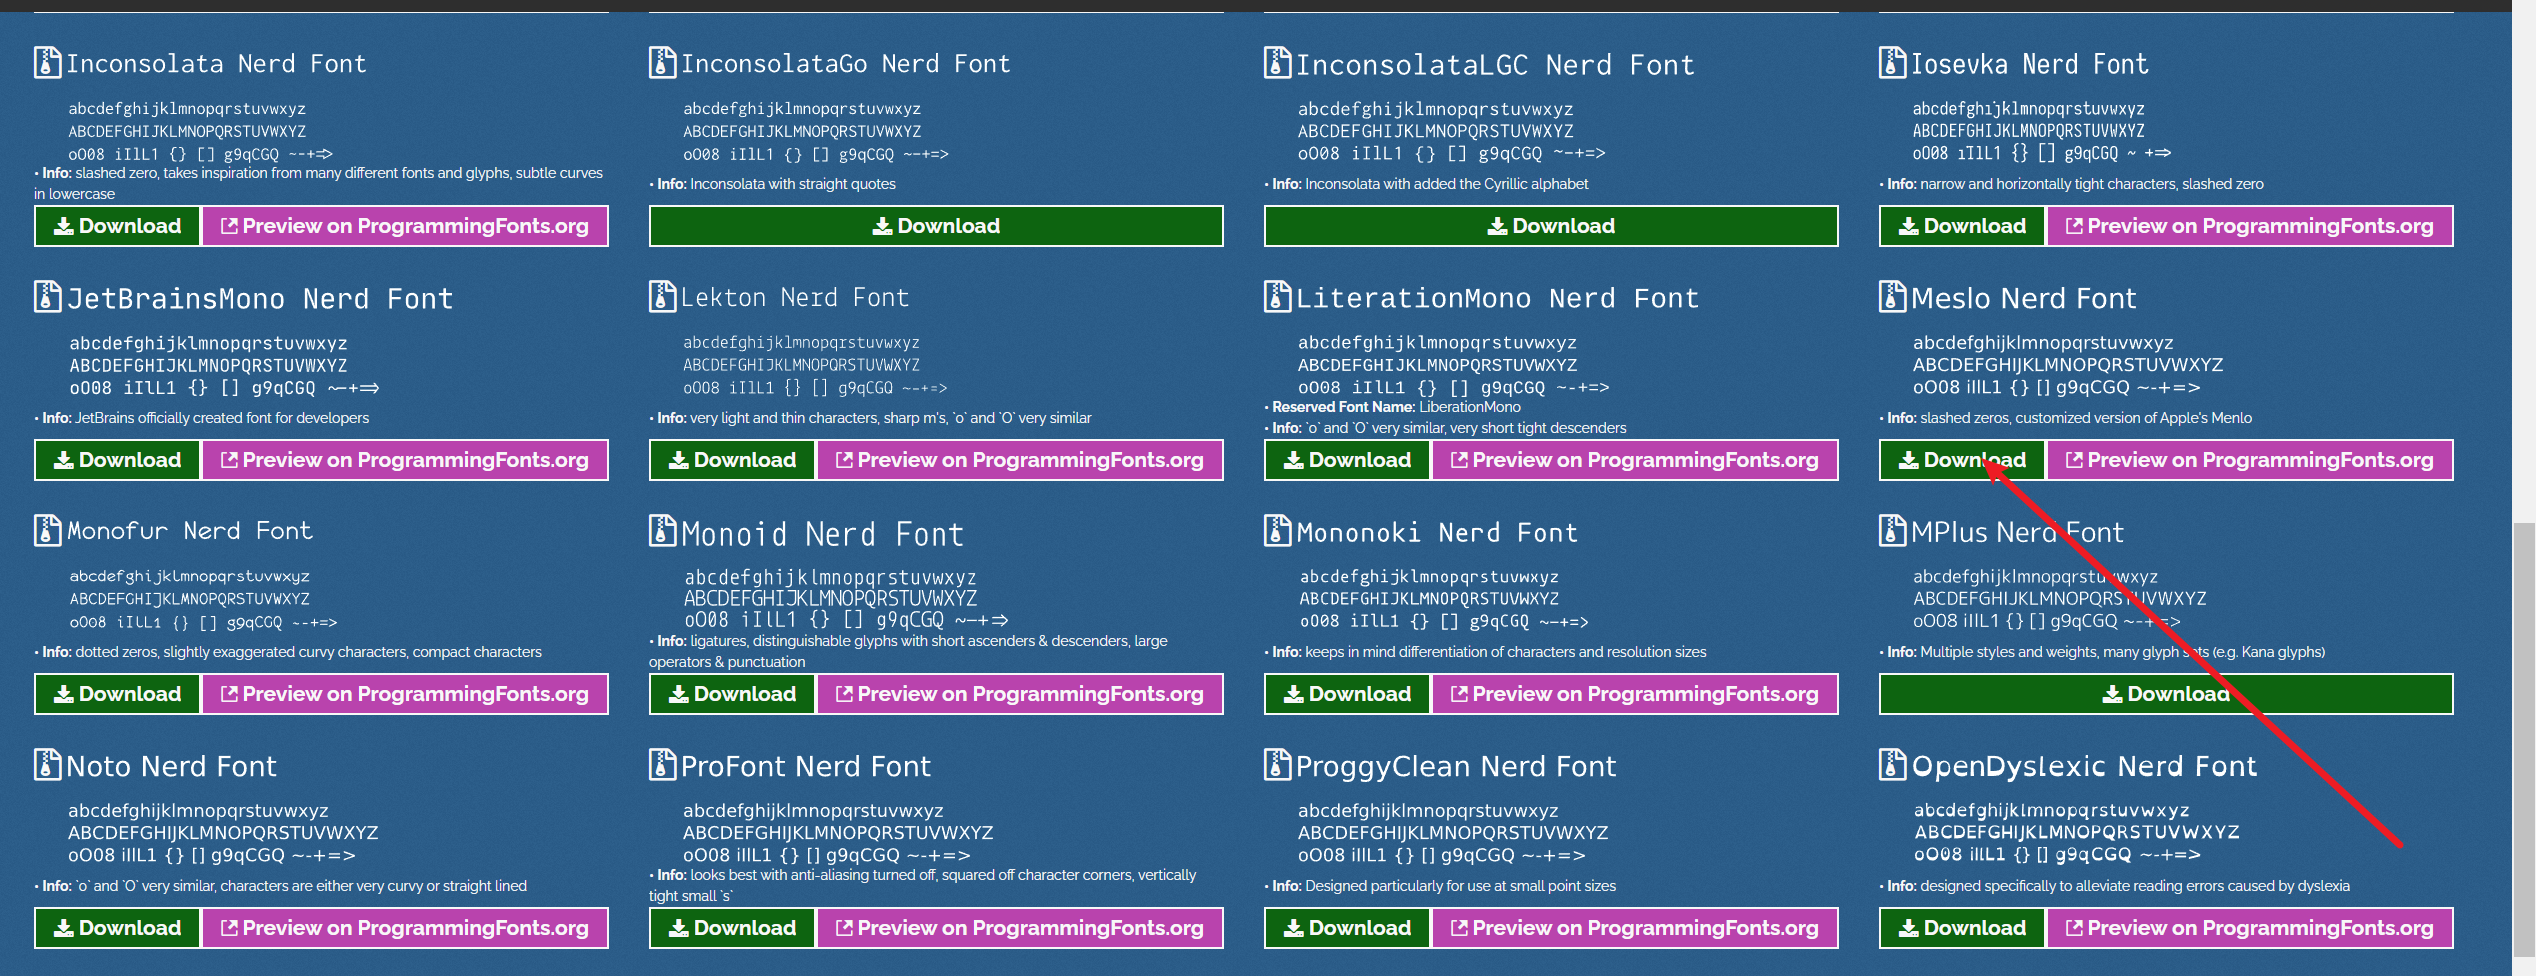 Inconsolata Nerd Font
abcdefghijklmnopqrstuvwxyz
ABCDEFGHIJKLMNOPQRSTUVWXYZ
oO08 iIlL1 {} [] g9qCGQ ~-+=>
• Info: slashed zero, takes inspiration from many different fonts and glyphs, subtle curves
in lowercase
Download
Preview on ProgrammingFonts.org
InconsolataGo Nerd Font
abcdefghijklmnopqrstuvwxyz
ABCDEFGHIJKLMNOPQRSTUVWXYZ
oO08 iIlL1 {} [] g9qCGQ ~-+=>
• Info: Inconsolata with straight quotes
Download
InconsolataLGC Nerd Font
abcdefghijklmnopqrstuvwxyz
ABCDEFGHIJKLMNOPQRSTUVWXYZ
oO08 iIlL1 {} [] g9qCGQ ~-+=>
• Info: Inconsolata with added the Cyrillic alphabet
Download
Iosevka Nerd Font
abcdefghijklmnopqrstuvwxyz
ABCDEFGHIJKLMNOPQRSTUVWXYZ
oO08 iIlL1 {} [] g9qCGQ ~ +=>
• Info: narrow and horizontally tight characters, slashed zero
Download
Preview on ProgrammingFonts.org
JetBrainsMono Nerd Font
abcdefghijklmnopqrstuvwxyz
ABCDEFGHIJKLMNOPQRSTUVWXYZ
oO08 iIlL1 {} [] g9qCGQ ~-+=>
• Info: JetBrains officially created font for developers
Download
Preview on ProgrammingFonts.org
Lekton Nerd Font
abcdefghijklmnopqrstuvwxyz
ABCDEFGHIJKLMNOPQRSTUVWXYZ
oO08 iIlL1 {} [] g9qCGQ ~-+=>
• Info: very light and thin characters, sharp m's, `o` and `O` very similar
Download
Preview on ProgrammingFonts.org
LiterationMono Nerd Font
abcdefghijklmnopqrstuvwxyz
ABCDEFGHIJKLMNOPQRSTUVWXYZ
oO08 iIlL1 {} [] g9qCGQ ~-+=>
• Reserved Font Name: LiberationMono
• Info: `o` and `O` very similar, very short tight descenders
Download
Preview on ProgrammingFonts.org
Meslo Nerd Font
abcdefghijklmnopqrstuvwxyz
ABCDEFGHIJKLMNOPQRSTUVWXYZ
oO08 iIlL1 {} [] g9qCGQ ~-+=>
• Info: slashed zeros, customized version of Apple's Menlo
Download
Preview on ProgrammingFonts.org
Monofur Nerd Font
abcdefghijklmnopqrstuvwxyz
ABCDEFGHIJKLMNOPQRSTUVWXYZ
oO08 iIlL1 {} [] g9qCGQ ~-+=>
• Info: dotted zeros, slightly exaggerated curvy characters, compact characters
Download
Preview on ProgrammingFonts.org
Monoid Nerd Font
abcdefghijklmnopqrstuvwxyz
ABCDEFGHIJKLMNOPQRSTUVWXYZ
oO08 iIlL1 {} [] g9qCGQ ~-+=>
• Info: ligatures, distinguishable glyphs with short ascenders & descenders, large
operators & punctuation
Download
Preview on ProgrammingFonts.org
Mononoki Nerd Font
abcdefghijklmnopqrstuvwxyz
ABCDEFGHIJKLMNOPQRSTUVWXYZ
oO08 iIlL1 {} [] g9qCGQ ~-+=>
• Info: keeps in mind differentiation of characters and resolution sizes
Download
Preview on ProgrammingFonts.org
MPlus Nerd Font
abcdefghijklmnopqrstuvwxyz
ABCDEFGHIJKLMNOPQRSTUVWXYZ
oO08 iIlL1 {} [] g9qCGQ ~-+=>
• Info: Multiple styles and weights, many glyph sets (e.g. Kana glyphs)
Download
Noto Nerd Font
abcdefghijklmnopqrstuvwxyz
ABCDEFGHIJKLMNOPQRSTUVWXYZ
oO08 iIlL1 {} [] g9qCGQ ~-+=>
• Info: `o` and `O` very similar, characters are either very curvy or straight lined
Download
Preview on ProgrammingFonts.org
ProFont Nerd Font
abcdefghijklmnopqrstuvwxyz
ABCDEFGHIJKLMNOPQRSTUVWXYZ
oO08 iIlL1 {} [] g9qCGQ ~-+=>
• Info: looks best with anti-aliasing turned off, squared off character corners, vertically
tight small `s`
Download
Preview on ProgrammingFonts.org
ProggyClean Nerd Font
abcdefghijklmnopqrstuvwxyz
ABCDEFGHIJKLMNOPQRSTUVWXYZ
oO08 iIlL1 {} [] g9qCGQ ~-+=>
• Info: Designed particularly for use at small point sizes
Download
Preview on ProgrammingFonts.org
OpenDyslexic Nerd Font
abcdefghijklmnopqrstuvwxyz
ABCDEFGHIJKLMNOPQRSTUVWXYZ
oO08 iIlL1 {} [] g9qCGQ ~-+=>
• Info: designed specifically to alleviate reading errors caused by dyslexia
Download
Preview on ProgrammingFonts.org